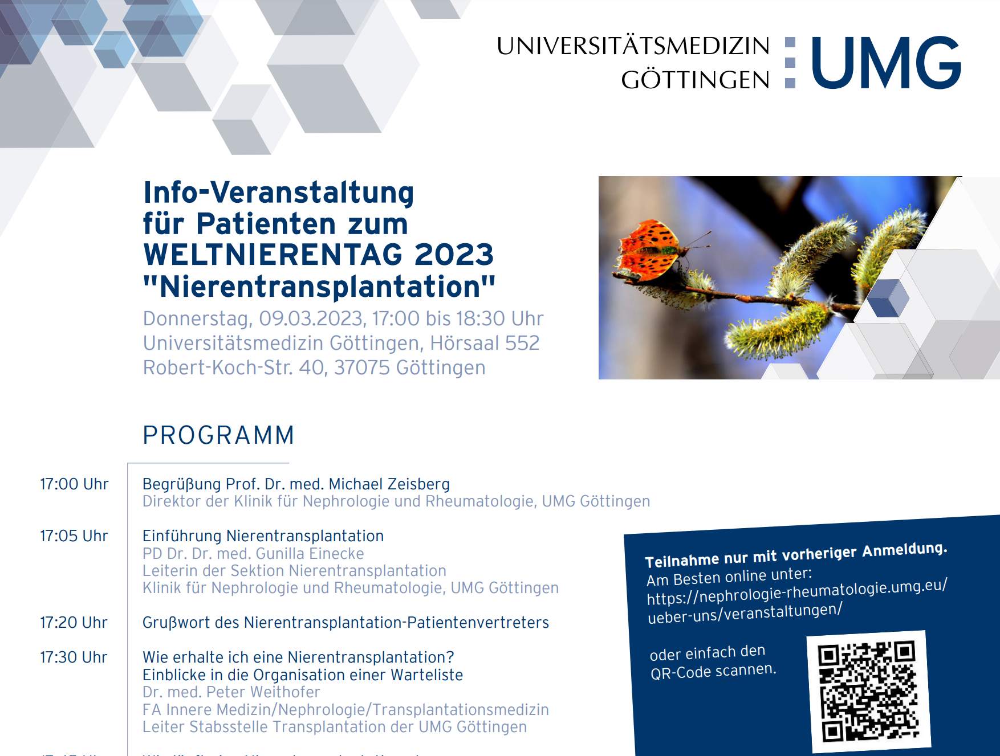 UNIVERSITÄTSMEDIZIN
GÖTTINGEN
UMG
Info-Veranstaltung
für Patienten zum
WELTNIERENTAG 2023
"Nierentransplantation"
Donnerstag, 09.03.2023, 17:00 bis 18:30 Uhr
Universitätsmedizin Göttingen, Hörsaal 552
Robert-Koch-Str. 40, 37075 Göttingen
PROGRAMM
17:00 Uhr
Begrüßung Prof. Dr. med. Michael Zeisberg
Direktor der Klinik für Nephrologie und Rheumatologie, UMG Göttingen
17:05 Uhr
Einführung Nierentransplantation
PD Dr. Dr. med. Gunilla Einecke
Leiterin der Sektion Nierentransplantation
Klinik für Nephrologie und Rheumatologie, UMG Göttingen
17:20 Uhr
Grußwort des Nierentransplantation-Patientenvertreters
17:30 Uhr
Wie erhalte ich eine Nierentransplantation?
Einblicke in die Organisation einer Warteliste
Dr. med. Peter Weithofer
FA Innere Medizin/Nephrologie/Transplantationsmedizin
Leiter Stabsstelle Transplantation der UMG Göttingen
Teilnahme nur mit vorheriger Anmeldung.
Am Besten online unter:
https://nephrologie-rheumatologie.umg.eu/
ueber-uns/veranstaltungen/
oder einfach den
QR-Code scannen.